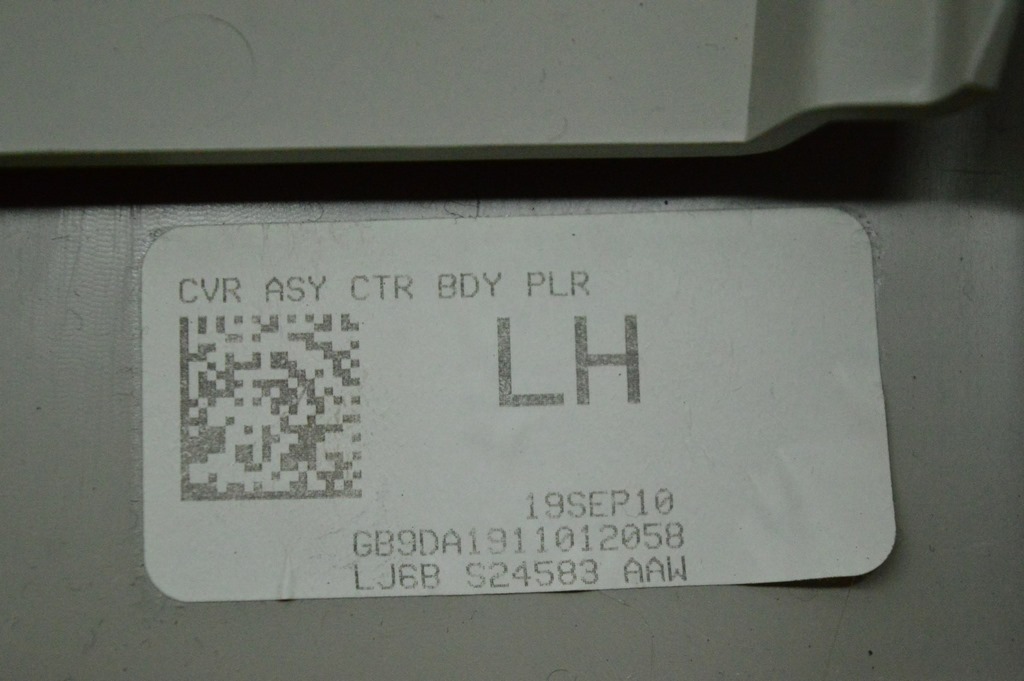 CVR ASY CTR BDY PLR
LH
19SEP10
GB9DA1911012058
LJ6B S24583 AAW